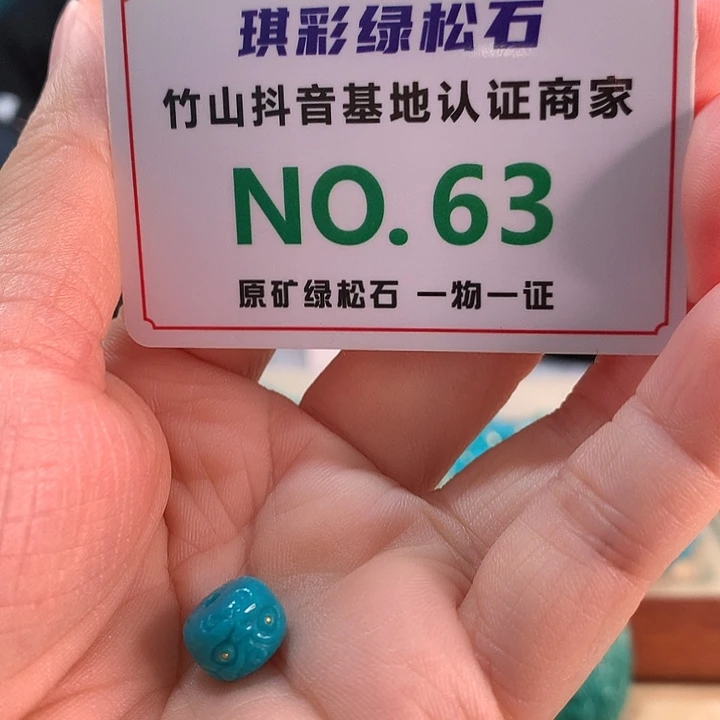 琪彩绿松石
竹山抖音基地认证商家
NO. 63
原矿绿松石 一物一证